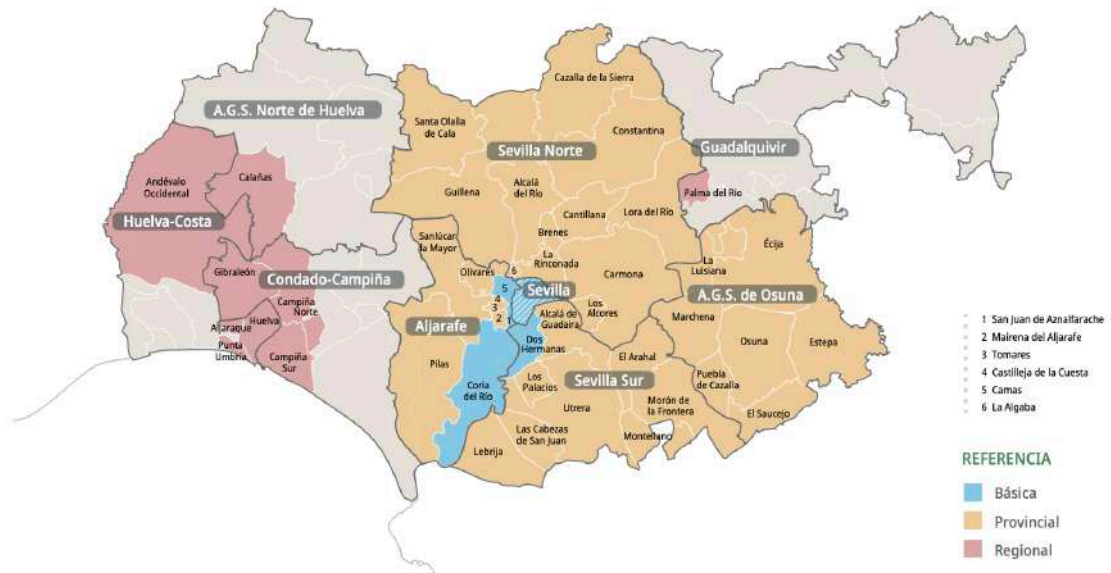 Cazalla de la Sierra
A.G.S. Norte de Huelva
Santa Olalla
de Cala
Constantina
Sevilla Norte
Guadalquivir
Andévalo
Occidental
Calañas
Guillena
Alcalá
del Río
Palma del Río
Huelva-Costa
Cantillana
Lora del Río
Sanlúcar
la Mayor
Brenes
Écija
Gibraleón
Condado-Campiña
Olivares
6
La
Rinconada
Carmona
La
Luisiana
5
Sevilla
A.G.S. de Osuna
4
3
2
1
Campiña
Norte
Huelva
Aljaraque
Punta
Umbría
Campiña
Sur
Aljarafe
Alcalá de
Guadaira
Los
Alcores
Marchena
Dos
Hermanas
El Arahal
Osuna
Estepa
Pilas
Coria
del Río
Los
Palacios
Sevilla Sur
Puebla
de Cazalla
Utrera
Morón de
la Frontera
El Saucejo
Las Cabezas
de San Juan
Montellano
Lebrija
1 San Juan de Aznalfarache
2 Mairena del Aljarafe
3 Tomares
4 Castilleja de la Cuesta
5 Camas
6 La Algaba
REFERENCIA
Básica
Provincial
Regional